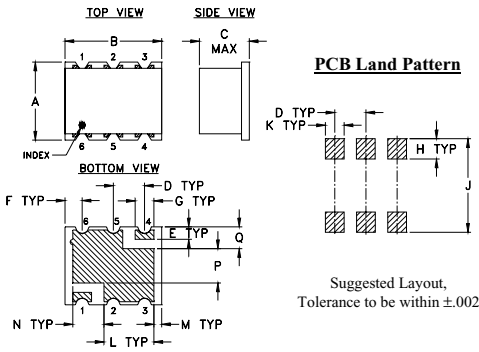 TOP VIEW
SIDE VIEW
B
C
MAX
1
2
3
A
INDEX
6
5
4
PCB Land Pattern
D TYP
K TYP
H TYP
J
BOTTOM VIEW
D TYP
F TYP
G TYP
6
5
4
E TYP
Q
P
1
2
3
N TYP
M TYP
L TYP
Suggested Layout,
Tolerance to be within ±.002